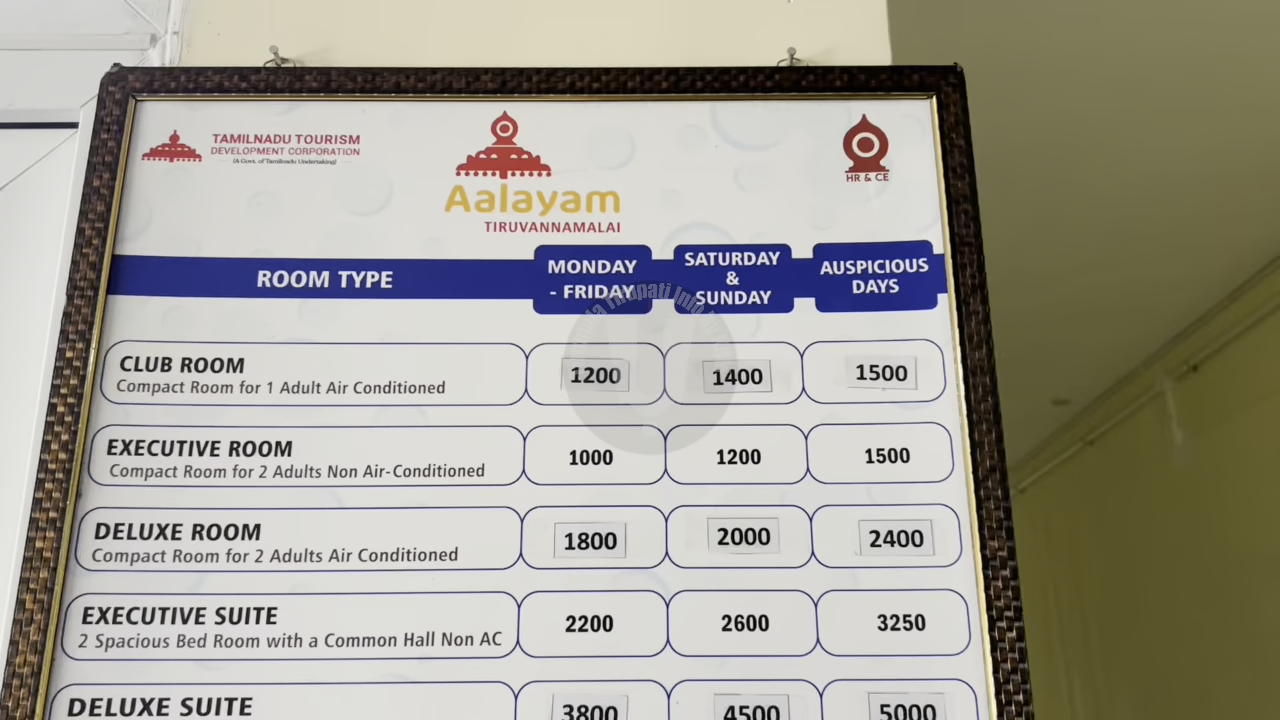 TAMILNADU TOURISM
DEVELOPMENT CORPORATION
(A Govt. of Tamilnadu Undertaking)
Aalayam
TIRUVANNAMALAI
HR & CE
ROOM TYPE
MONDAY
- FRIDAY
SATURDAY
&
SUNDAY
AUSPICIOUS
DAYS
CLUB ROOM
Compact Room for 1 Adult Air Conditioned
1200
1400
1500
EXECUTIVE ROOM
Compact Room for 2 Adults Non Air-Conditioned
1000
1200
1500
DELUXE ROOM
Compact Room for 2 Adults Air Conditioned
1800
2000
2400
EXECUTIVE SUITE
2 Spacious Bed Room with a Common Hall Non AC
2200
2600
3250
DELUXE SUITE
3800
4500
5000
Tirupati Info